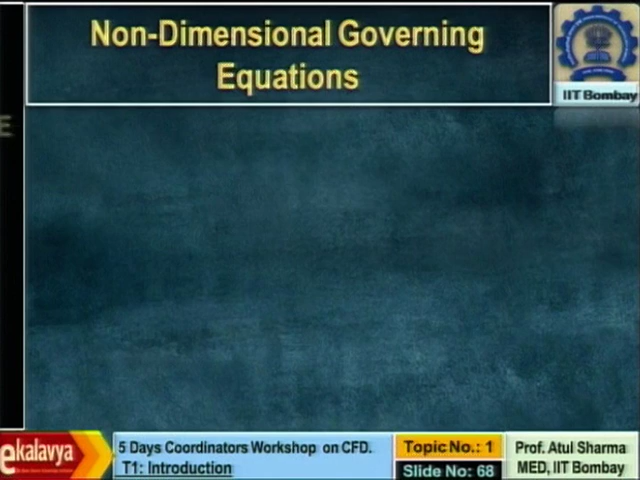 Non-Dimensional Governing
Equations
IIT Bombay
E
ekalavya
5 Days Coordinators Workshop on CFD.
T1: Introduction
Topic No.: 1
Slide No: 68
Prof. Atul Sharma
MED, IIT Bombay